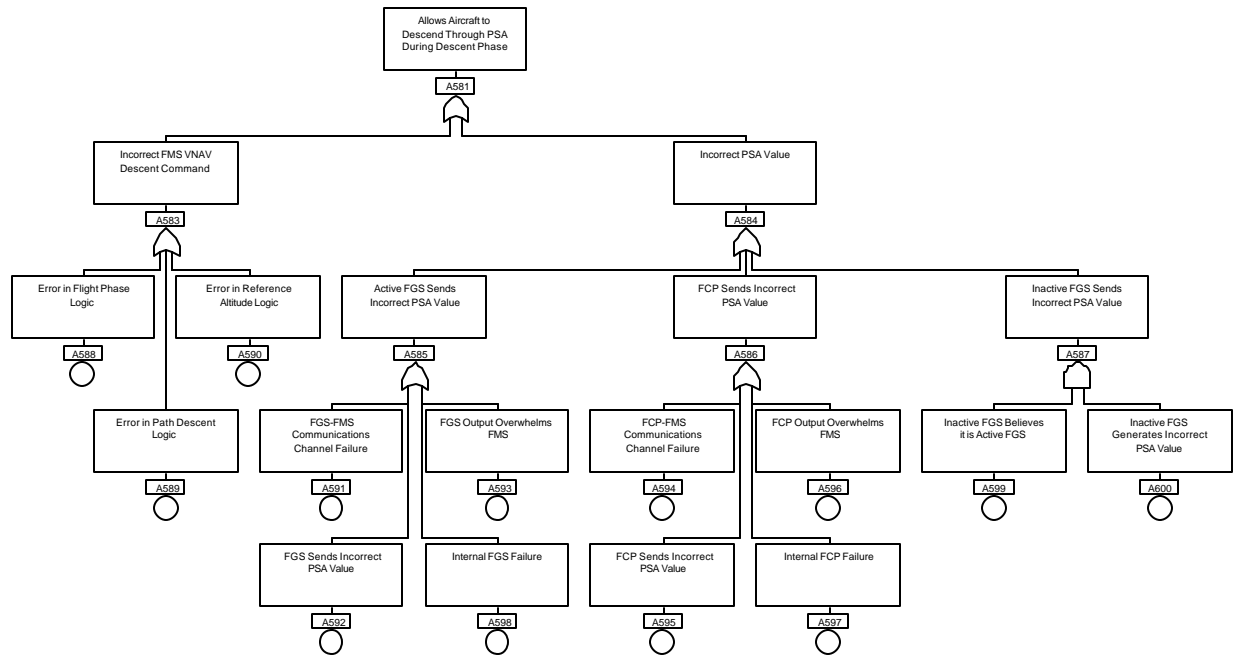 Allows Aircraft to
Descend Through PSA
During Descent Phase
A581
Incorrect FMS VNAV
Descent Command
A583
Incorrect PSA Value
A584
Error in Flight Phase
Logic
A588
Error in Reference
Altitude Logic
A590
Active FGS Sends
Incorrect PSA Value
A585
FCP Sends Incorrect
PSA Value
A586
Inactive FGS Sends
Incorrect PSA Value
A587
Error in Path Descent
Logic
A589
FGS-FMS
Communications
Channel Failure
A591
FGS Output Overwhelms
FMS
A593
FCP-FMS
Communications
Channel Failure
A594
FCP Output Overwhelms
FMS
A596
Inactive FGS Believes
it is Active FGS
A599
Inactive FGS
Generates Incorrect
PSA Value
A600
FGS Sends Incorrect
PSA Value
A592
Internal FGS Failure
A598
FCP Sends Incorrect
PSA Value
A595
Internal FCP Failure
A597